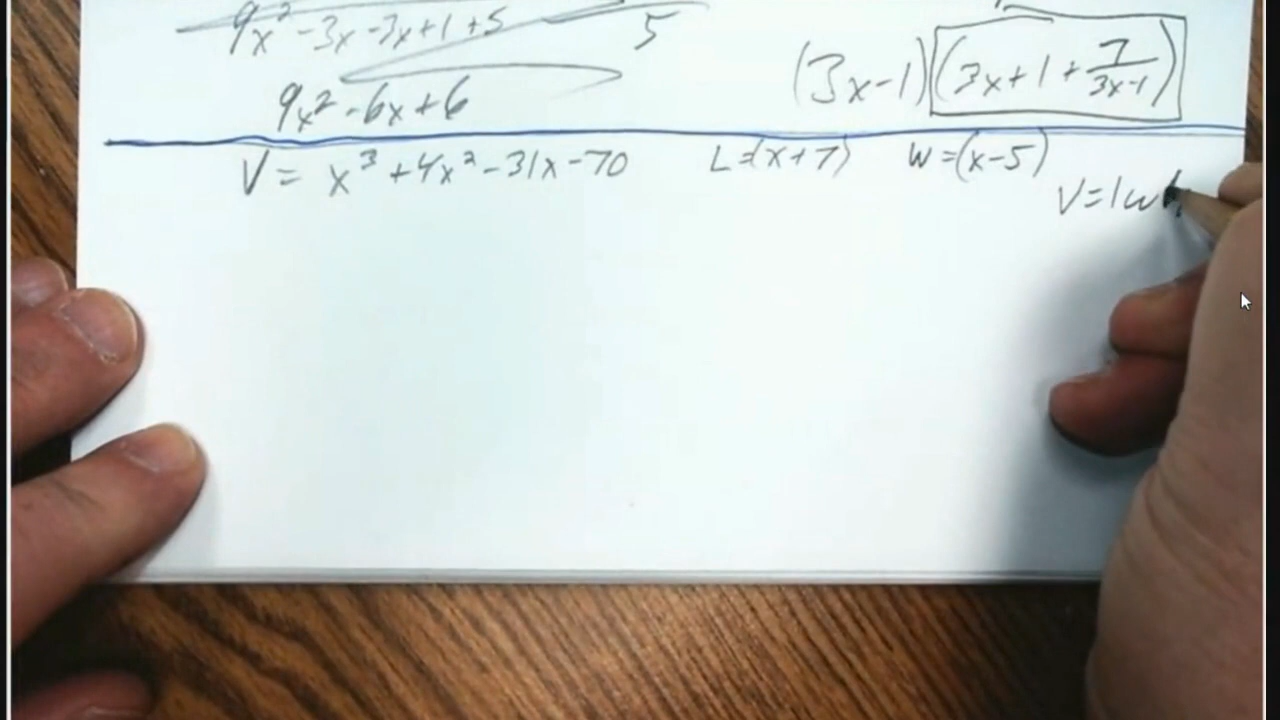 9x² -3x -3x +1 +5
5
9x² -6x +6
(3x-1)(3x+1+7/(3x-1))
V = x³ +4x² -31x -70
L=(x+7)
W=(x-5)
V=lwh